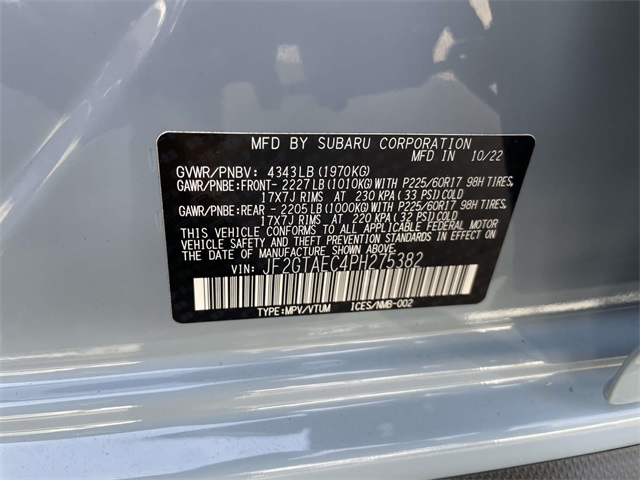 MFD BY SUBARU CORPORATION
MFD IN 10/22
GVWR/PNBV: 4343LB (1970KG)
GAWR/PNBE:FRONT- 2227LB (1010KG) WITH P225/60R17 98H TIRES,
17X7J RIMS AT 230 KPA (33 PSI) COLD
GAWR/PNBE:REAR - 2205LB (1000KG) WITH P225/60R17 98H TIRES,
17X7J RIMS AT 220 KPA (32 PSI) COLD
THIS VEHICLE CONFORMS TO ALL APPLICABLE FEDERAL MOTOR
VEHICLE SAFETY AND THEFT PREVENTION STANDARDS IN EFFECT ON
THE DATE OF MANUFACTURE SHOWN ABOVE.
VIN: JF2GTAEC4PH275382
TYPE:MPV/VTUM ICES/NMB-002